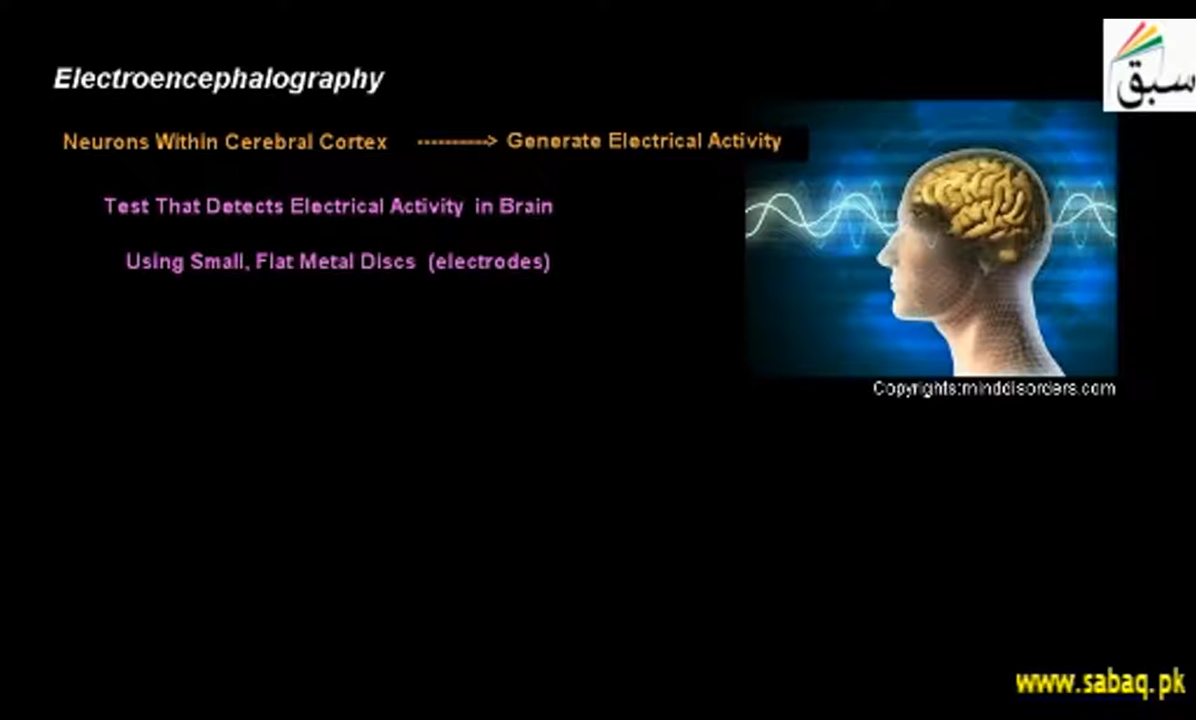 سبق
Electroencephalography
Neurons Within Cerebral Cortex ---------> Generate Electrical Activity
Test That Detects Electrical Activity in Brain
Using Small, Flat Metal Discs (electrodes)
Copyrights:minddisorders.com
www.sabaq.pk